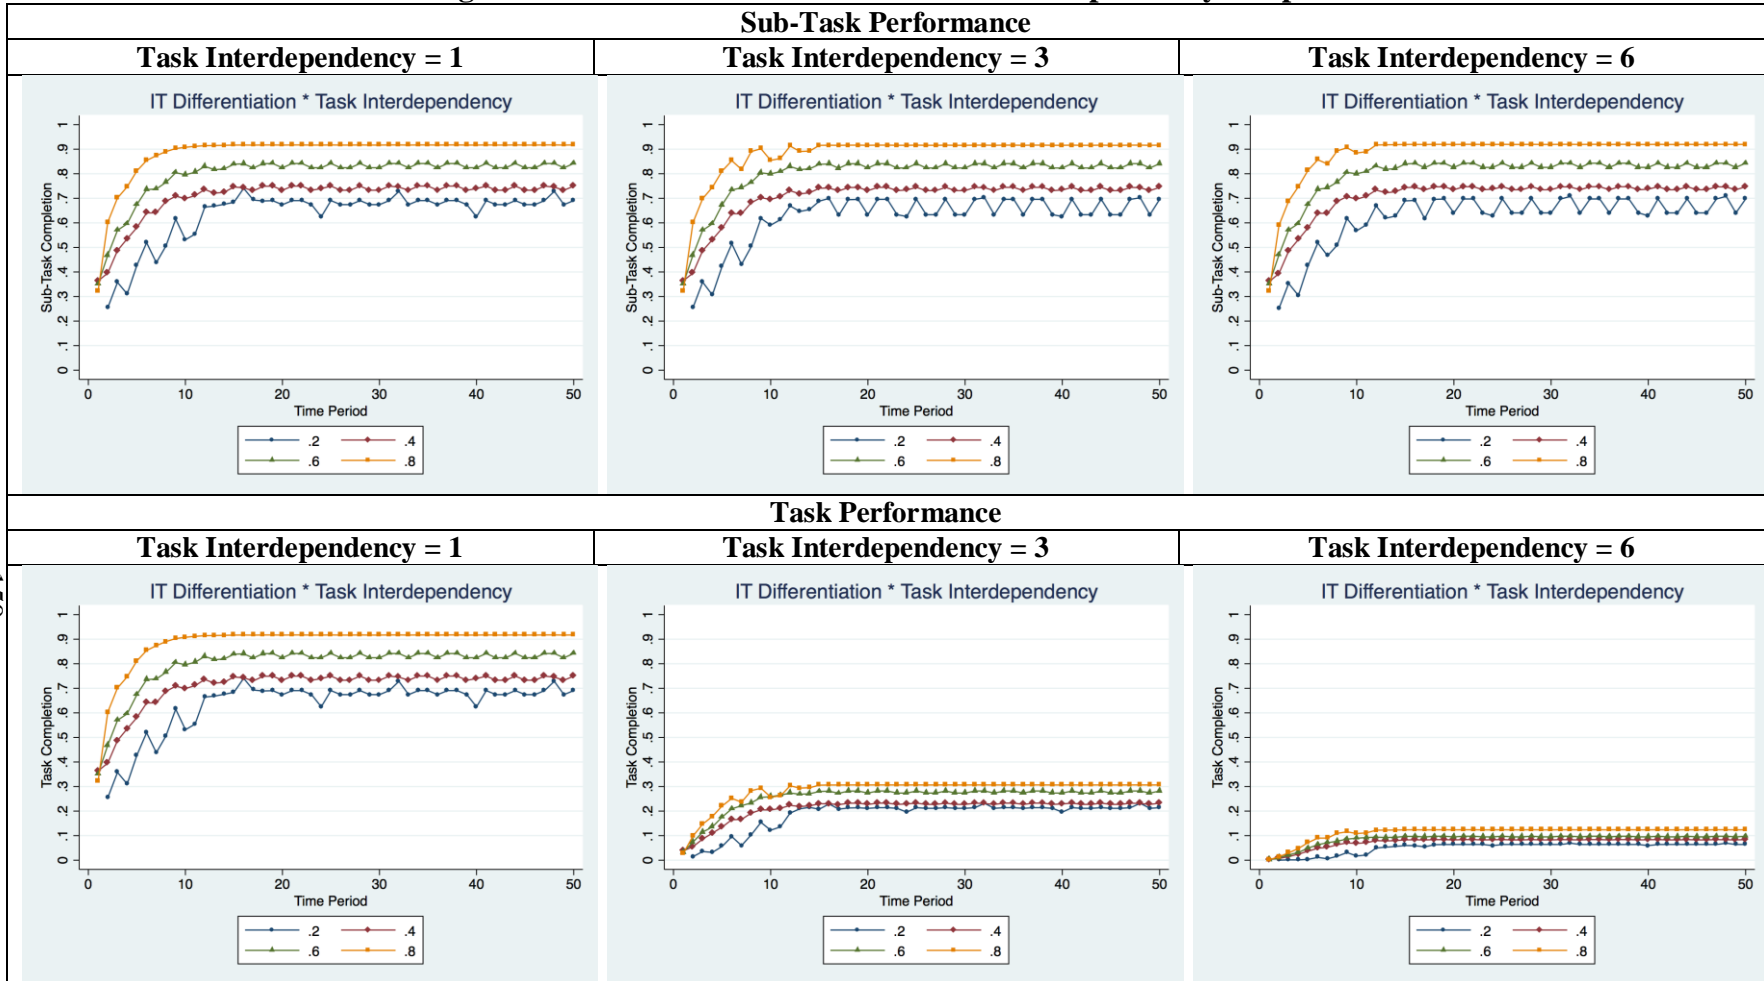 Sub-Task Performance
Task Interdependency = 1 Task Interdependency = 3 Task Interdependency = 6
IT Differentiation * Task Interdependency
Sub-Task Completion
1
.9
.8
.7
.6
.5
.4
.3
.2
.1
0
0 10 20 30 40 50
Time Period
.2 .4
.6 .8
IT Differentiation * Task Interdependency
Sub-Task Completion
1
.9
.8
.7
.6
.5
.4
.3
.2
.1
0
0 10 20 30 40 50
Time Period
.2 .4
.6 .8
IT Differentiation * Task Interdependency
Sub-Task Completion
1
.9
.8
.7
.6
.5
.4
.3
.2
.1
0
0 10 20 30 40 50
Time Period
.2 .4
.6 .8
Task Performance
Task Interdependency = 1 Task Interdependency = 3 Task Interdependency = 6
IT Differentiation * Task Interdependency
Task Completion
1
.9
.8
.7
.6
.5
.4
.3
.2
.1
0
0 10 20 30 40 50
Time Period
.2 .4
.6 .8
IT Differentiation * Task Interdependency
Task Completion
1
.9
.8
.7
.6
.5
.4
.3
.2
.1
0
0 10 20 30 40 50
Time Period
.2 .4
.6 .8
IT Differentiation * Task Interdependency
Task Completion
1
.9
.8
.7
.6
.5
.4
.3
.2
.1
0
0 10 20 30 40 50
Time Period
.2 .4
.6 .8